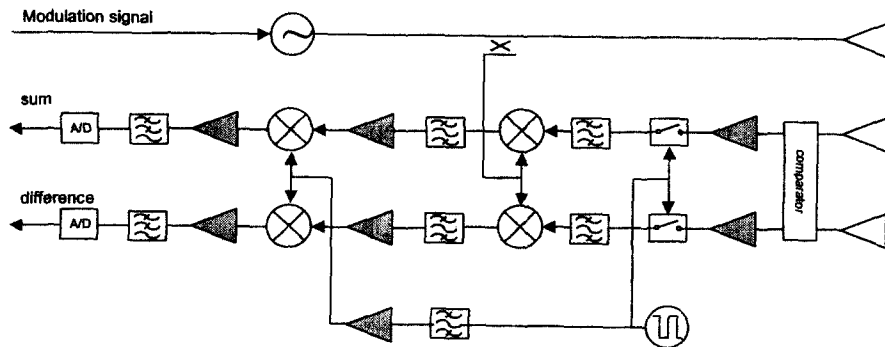 Modulation signal
sum
A/D
comparator
difference
A/D